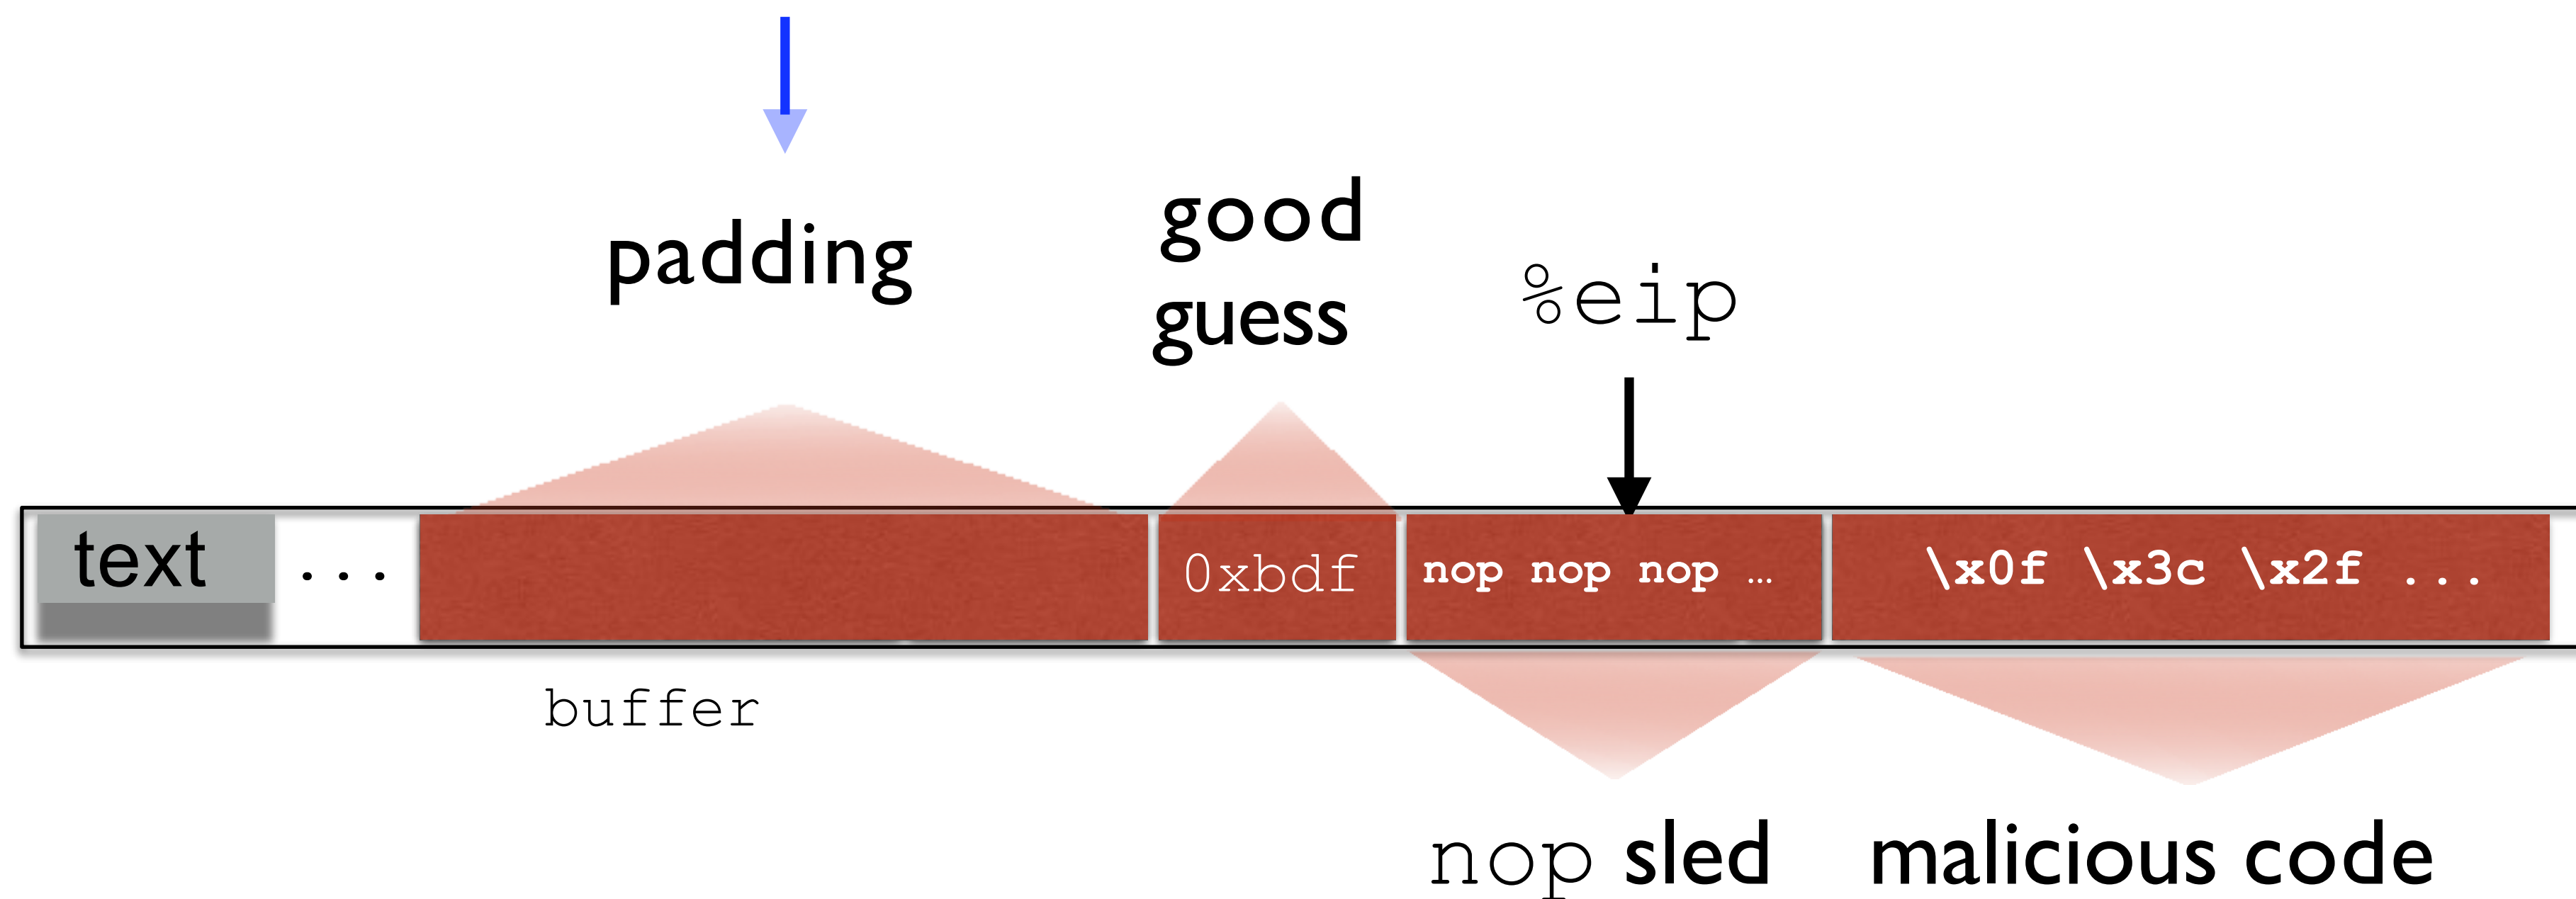 padding
good
guess
%eip
text ... 0xbdf nop nop nop ... \x0f \x3c \x2f ...
buffer
nop sled malicious code